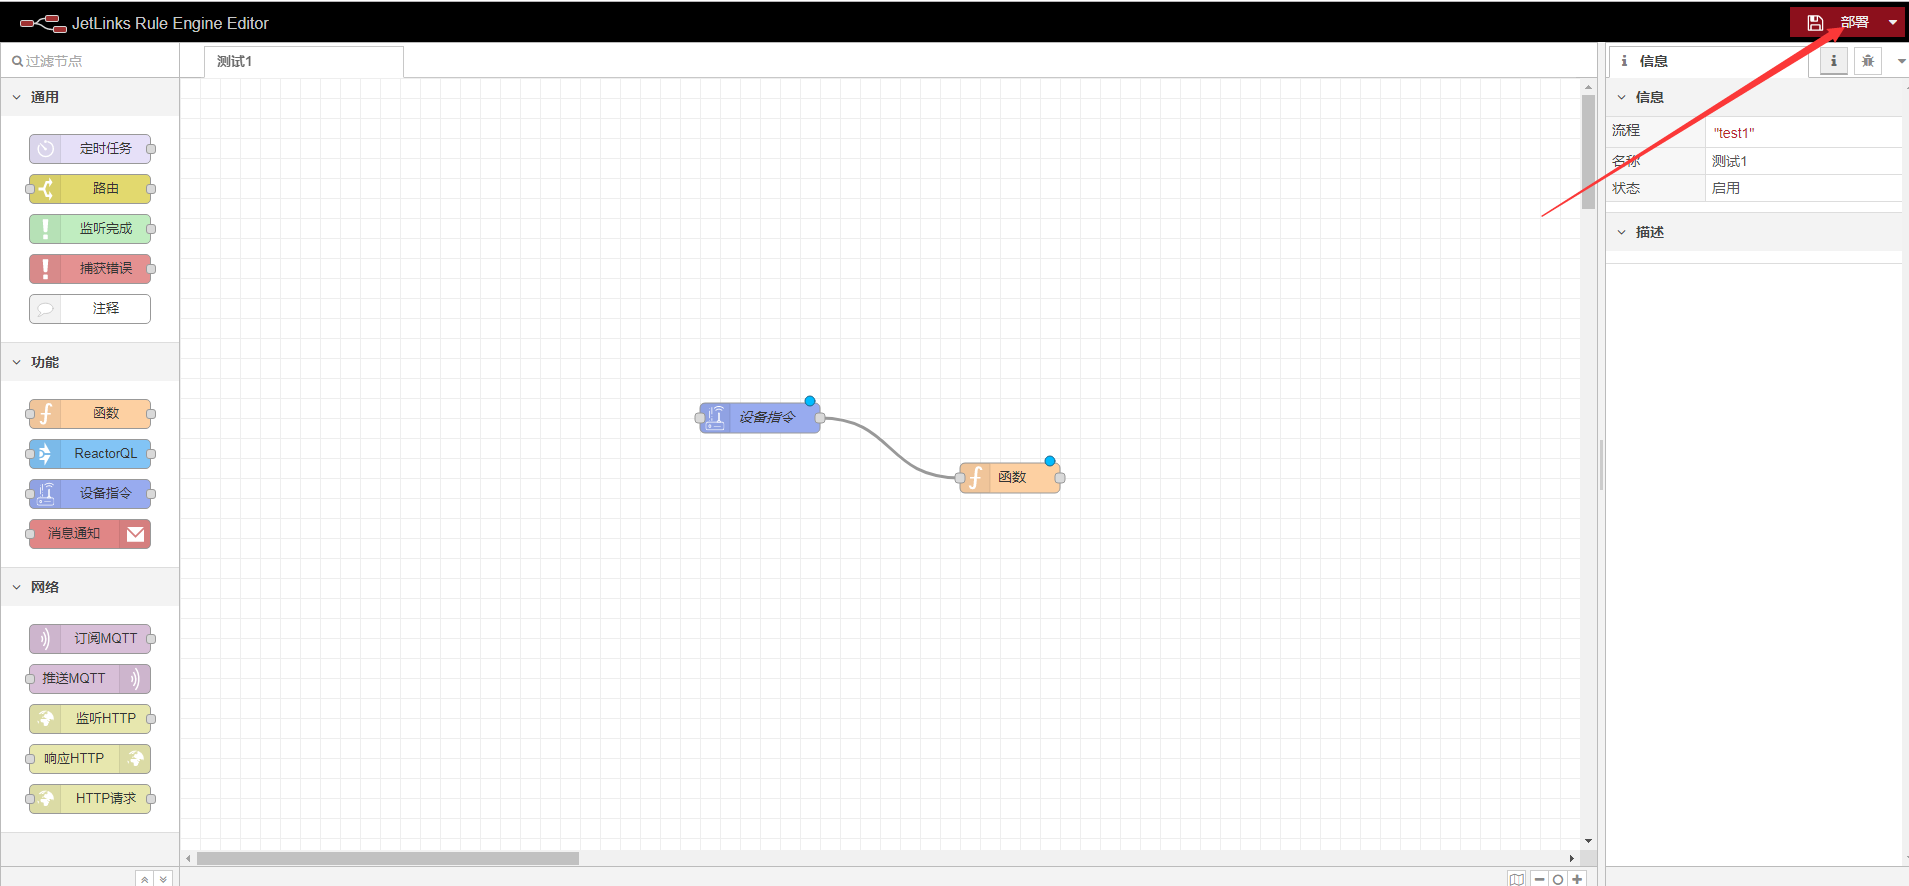 JetLinks Rule Engine Editor
部署
过滤节点
测试1
信息
通用
定时任务
路由
监听完成
捕获错误
注释
功能
函数
ReactorQL
设备指令
消息通知
网络
订阅MQTT
推送MQTT
监听HTTP
响应HTTP
HTTP请求
设备指令
函数
信息
流程 "test1"
名称 测试1
状态 启用
描述